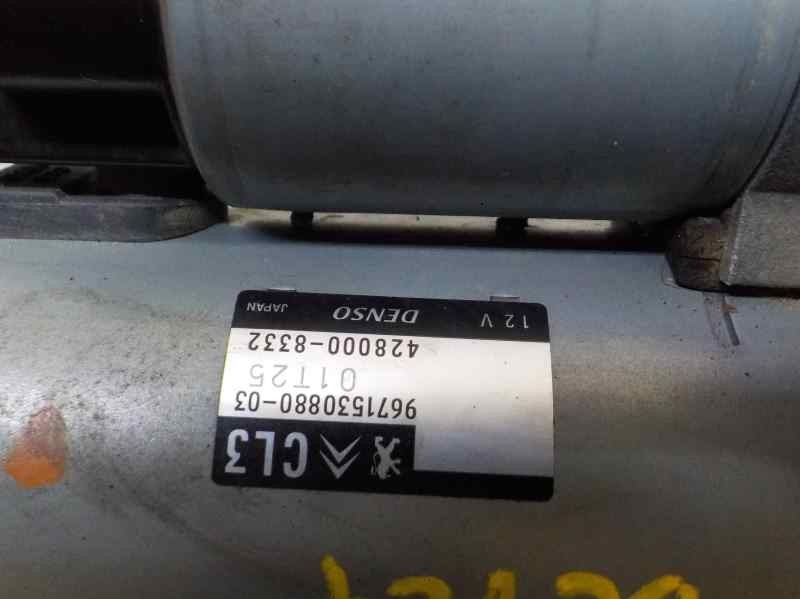 CL3
9671530880-03
01T25
428000-8332
12 V DENSO JAPAN